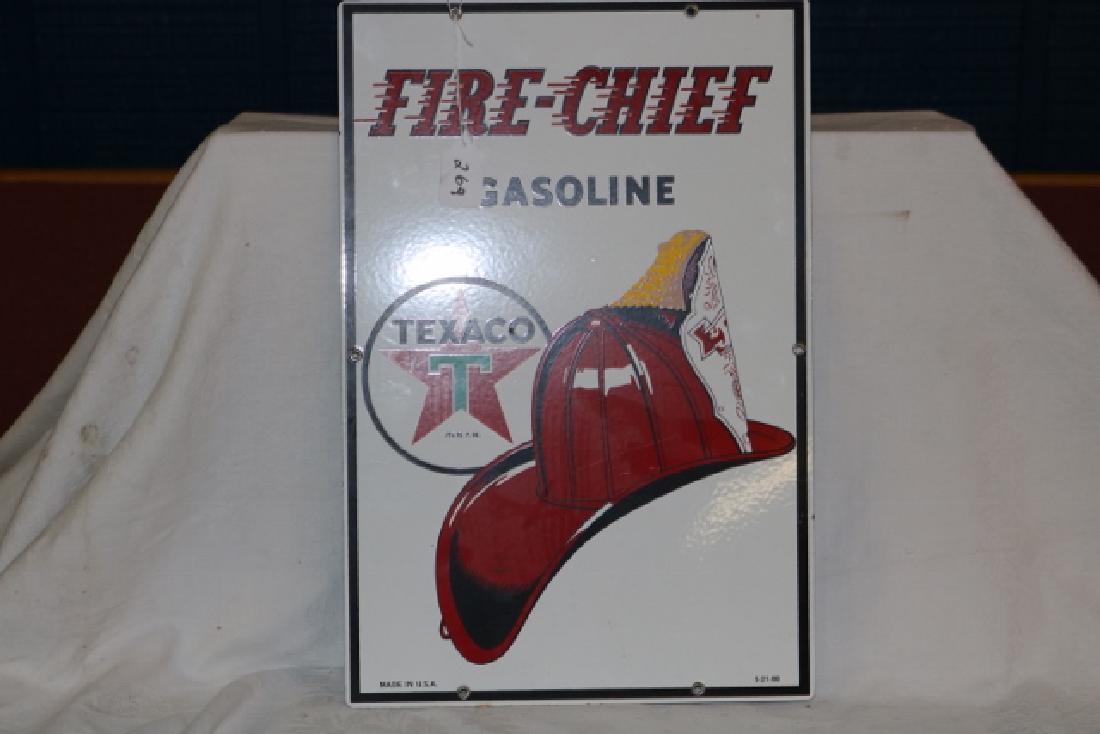 FIRE-CHIEF
GASOLINE
TEXACO
T
MADE IN U.S.A.